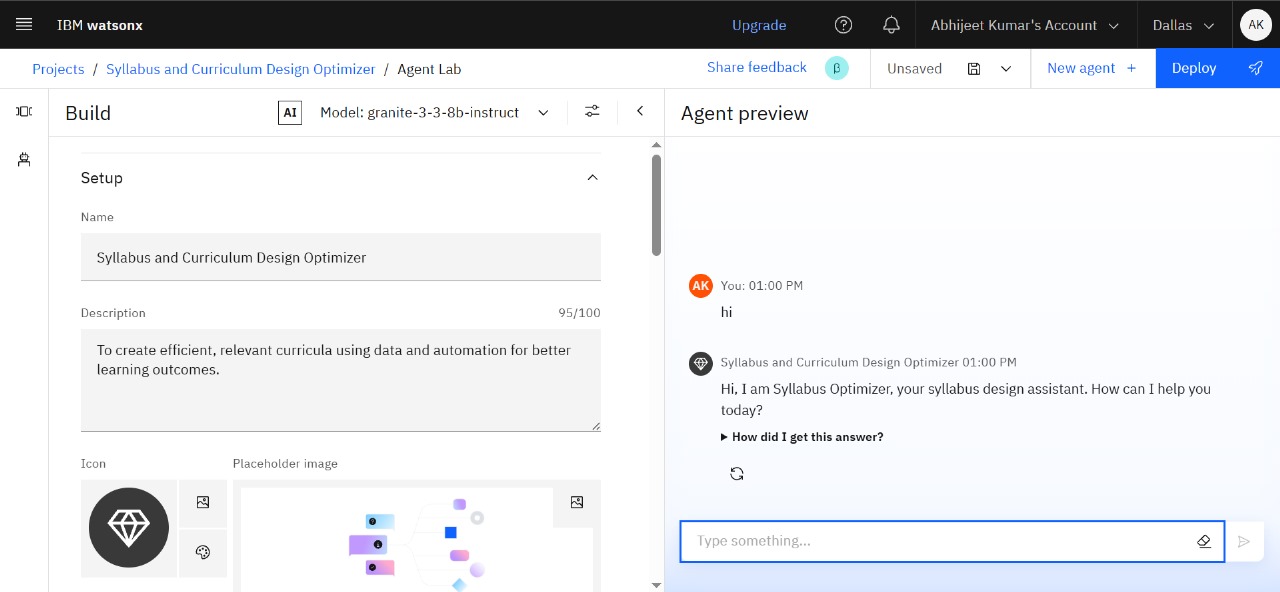 IBM watsonx
Upgrade
Abhijeet Kumar's Account
Dallas
AK
Projects / Syllabus and Curriculum Design Optimizer / Agent Lab
Share feedback
β
Unsaved
New agent +
Deploy
Build
AI
Model: granite-3-3-8b-instruct
Agent preview
Setup
Name
Syllabus and Curriculum Design Optimizer
Description
95/100
To create efficient, relevant curricula using data and automation for better
learning outcomes.
Icon
Placeholder image
AK
You: 01:00 PM
hi
Syllabus and Curriculum Design Optimizer 01:00 PM
Hi, I am Syllabus Optimizer, your syllabus design assistant. How can I help you
today?
How did I get this answer?
Type something...